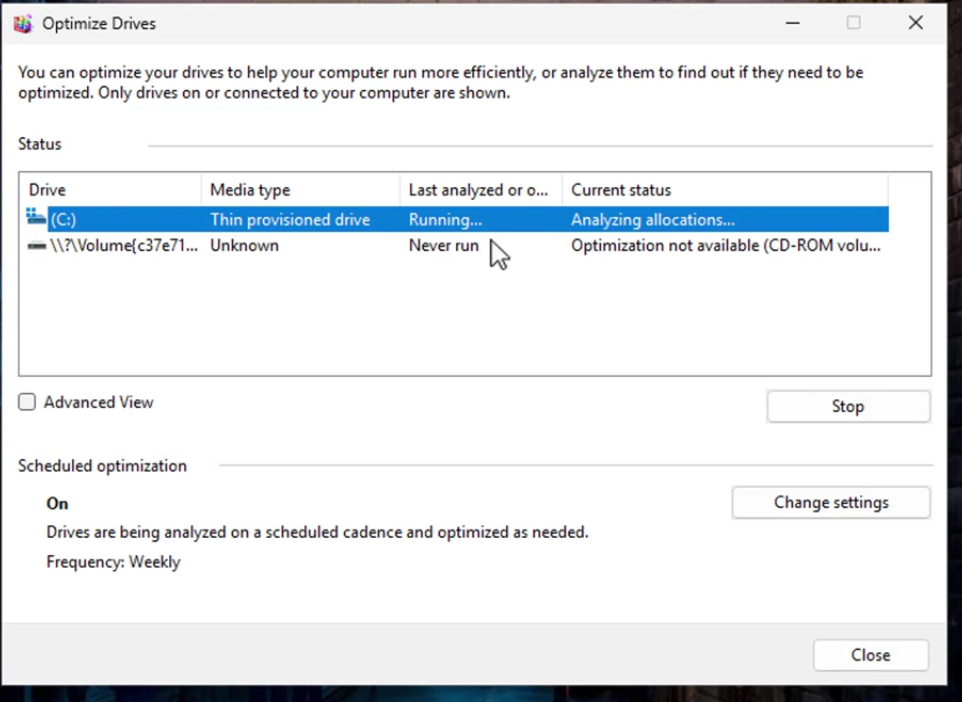 Optimize Drives
You can optimize your drives to help your computer run more efficiently, or analyze them to find out if they need to be
optimized. Only drives on or connected to your computer are shown.
Status
Drive Media type Last analyzed or o... Current status
(C:) Thin provisioned drive Running... Analyzing allocations...
\\?\Volume{c37e71... Unknown Never run Optimization not available (CD-ROM volu...
Advanced View
Stop
Scheduled optimization
On
Change settings
Drives are being analyzed on a scheduled cadence and optimized as needed.
Frequency: Weekly
Close